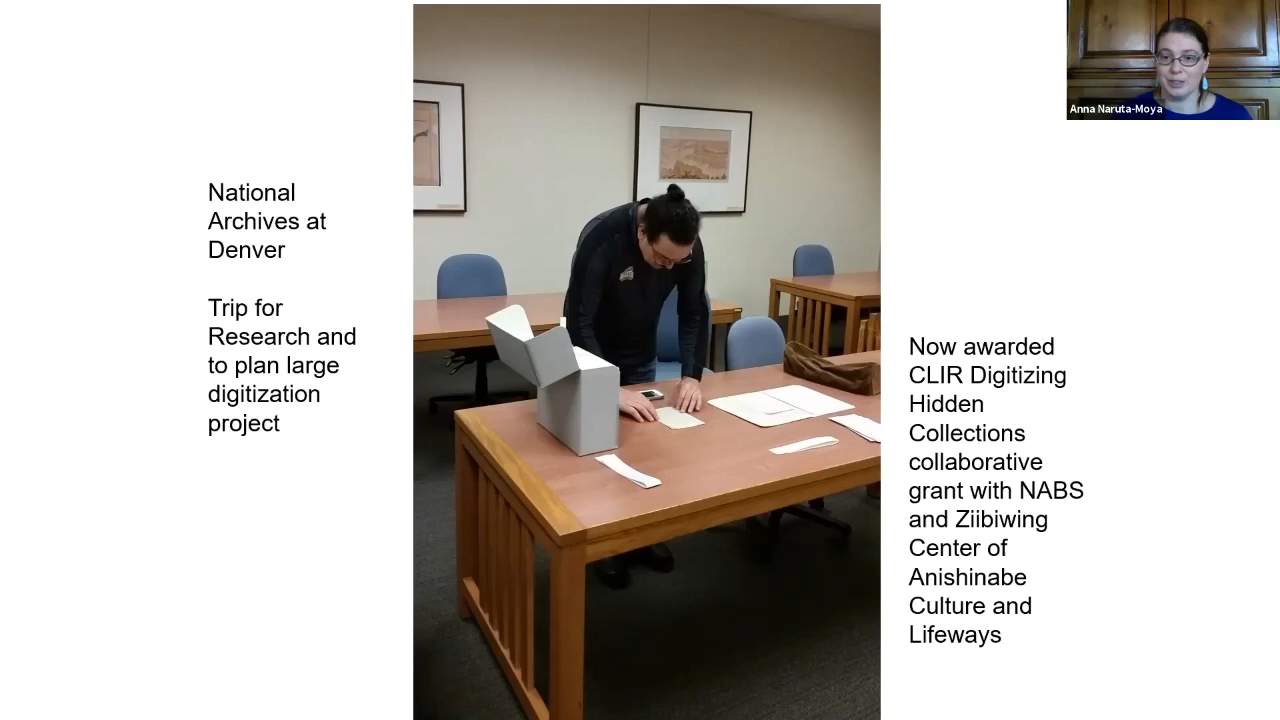 National
Archives at
Denver
Trip for
Research and
to plan large
digitization
project
Now awarded
CLIR Digitizing
Hidden
Collections
collaborative
grant with NABS
and Ziibiwing
Center of
Anishinabe
Culture and
Lifeways
Anna Naruta-Moya